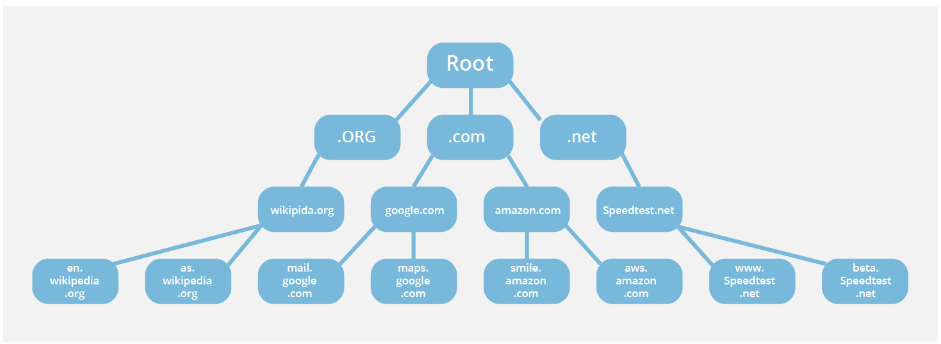 Root
.ORG
.com
.net
wikipida.org
google.com
amazon.com
Speedtest.net
en.
wikipedia
.org
as.
wikipedia
.org
mail.
google
.com
maps.
google
.com
smile.
amazon
.com
aws.
amazon
.com
www.
Speedtest
.net
beta.
Speedtest
.net